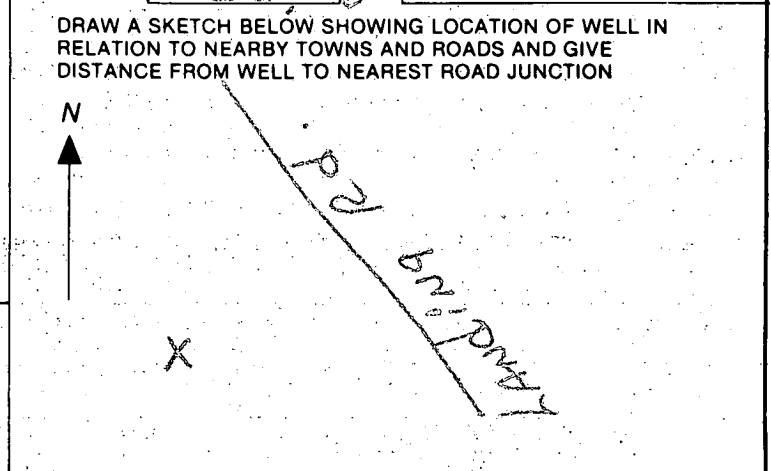 DRAW A SKETCH BELOW SHOWING LOCATION OF WELL IN
RELATION TO NEARBY TOWNS AND ROADS AND GIVE
DISTANCE FROM WELL TO NEAREST ROAD JUNCTION
N
LANding Rd.
X